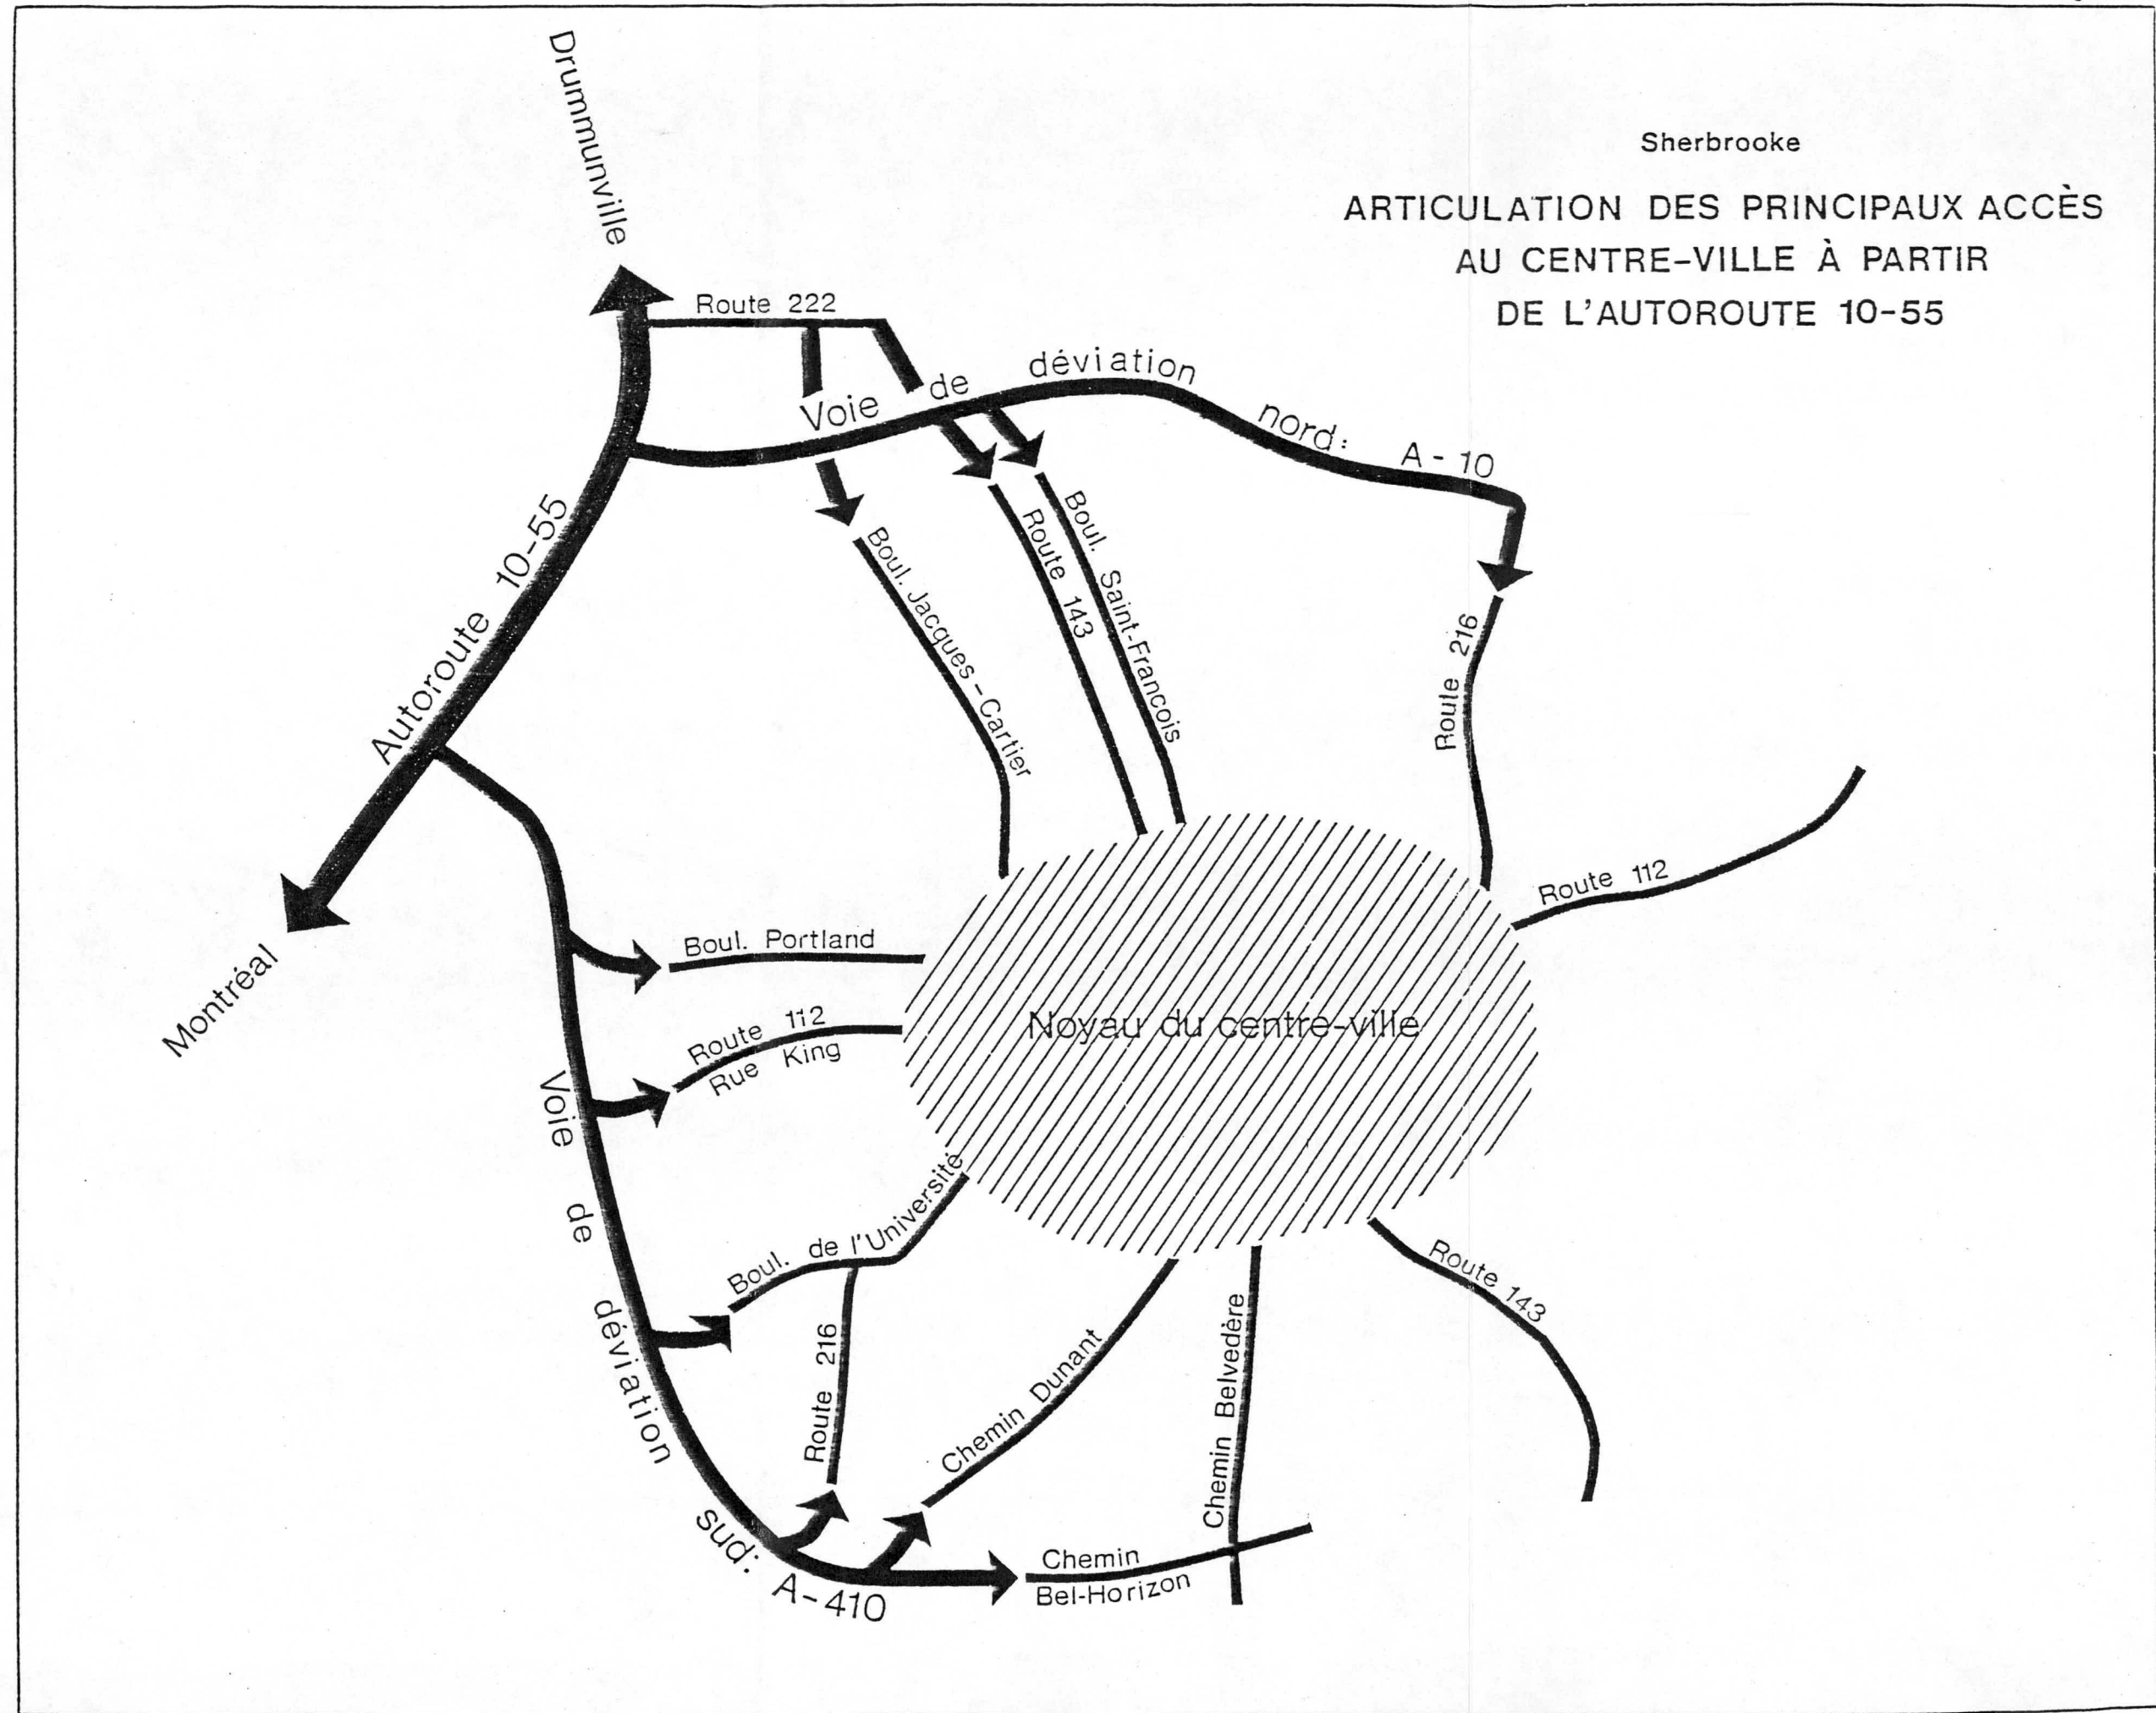 Sherbrooke
ARTICULATION DES PRINCIPAUX ACCÈS
AU CENTRE-VILLE À PARTIR
DE L'AUTOROUTE 10-55
Drummunville
Route 222
Voie de déviation nord: A-10
Autoroute 10-55
Montréal
Boul. Jacques-Cartier
Route 143
Boul. Saint-Francois
Route 216
Route 112
Boul. Portland
Route 112
Rue King
Noyau du centre-ville
Voie de déviation sud: A-410
Boul. de l'Université
Route 216
Chemin Dunant
Chemin Belvedère
Route 143
Chemin
Bel-Horizon